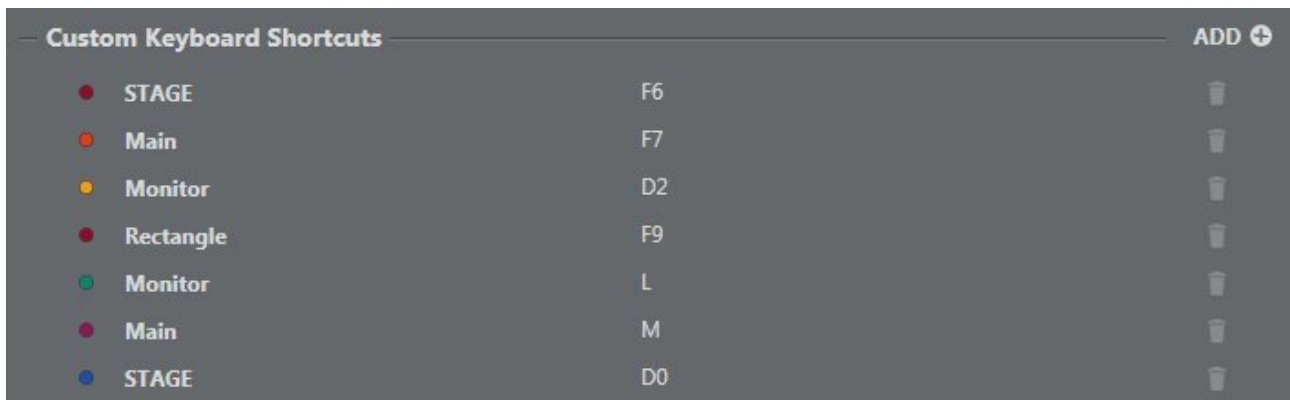 Custom Keyboard Shortcuts ADD
STAGE F6
Main F7
Monitor D2
Rectangle F9
Monitor L
Main M
STAGE D0